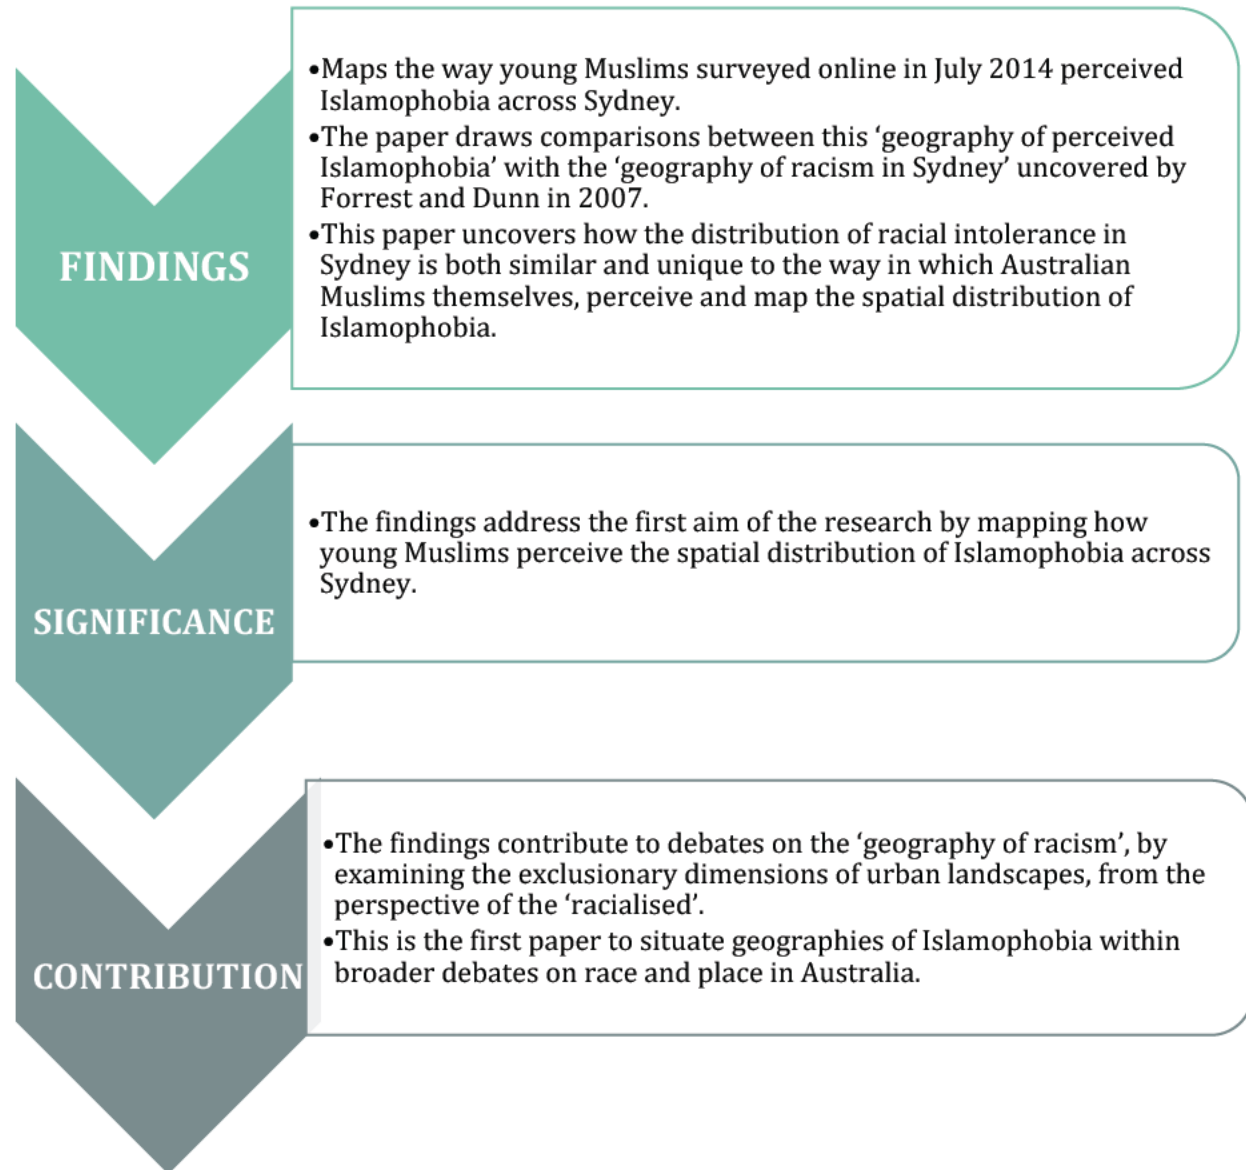 FINDINGS
•Maps the way young Muslims surveyed online in July 2014 perceived
Islamophobia across Sydney.
•The paper draws comparisons between this ‘geography of perceived
Islamophobia’ with the ‘geography of racism in Sydney’ uncovered by
Forrest and Dunn in 2007.
•This paper uncovers how the distribution of racial intolerance in
Sydney is both similar and unique to the way in which Australian
Muslims themselves, perceive and map the spatial distribution of
Islamophobia.
SIGNIFICANCE
•The findings address the first aim of the research by mapping how
young Muslims perceive the spatial distribution of Islamophobia across
Sydney.
CONTRIBUTION
•The findings contribute to debates on the ‘geography of racism’, by
examining the exclusionary dimensions of urban landscapes, from the
perspective of the ‘racialised’.
•This is the first paper to situate geographies of Islamophobia within
broader debates on race and place in Australia.